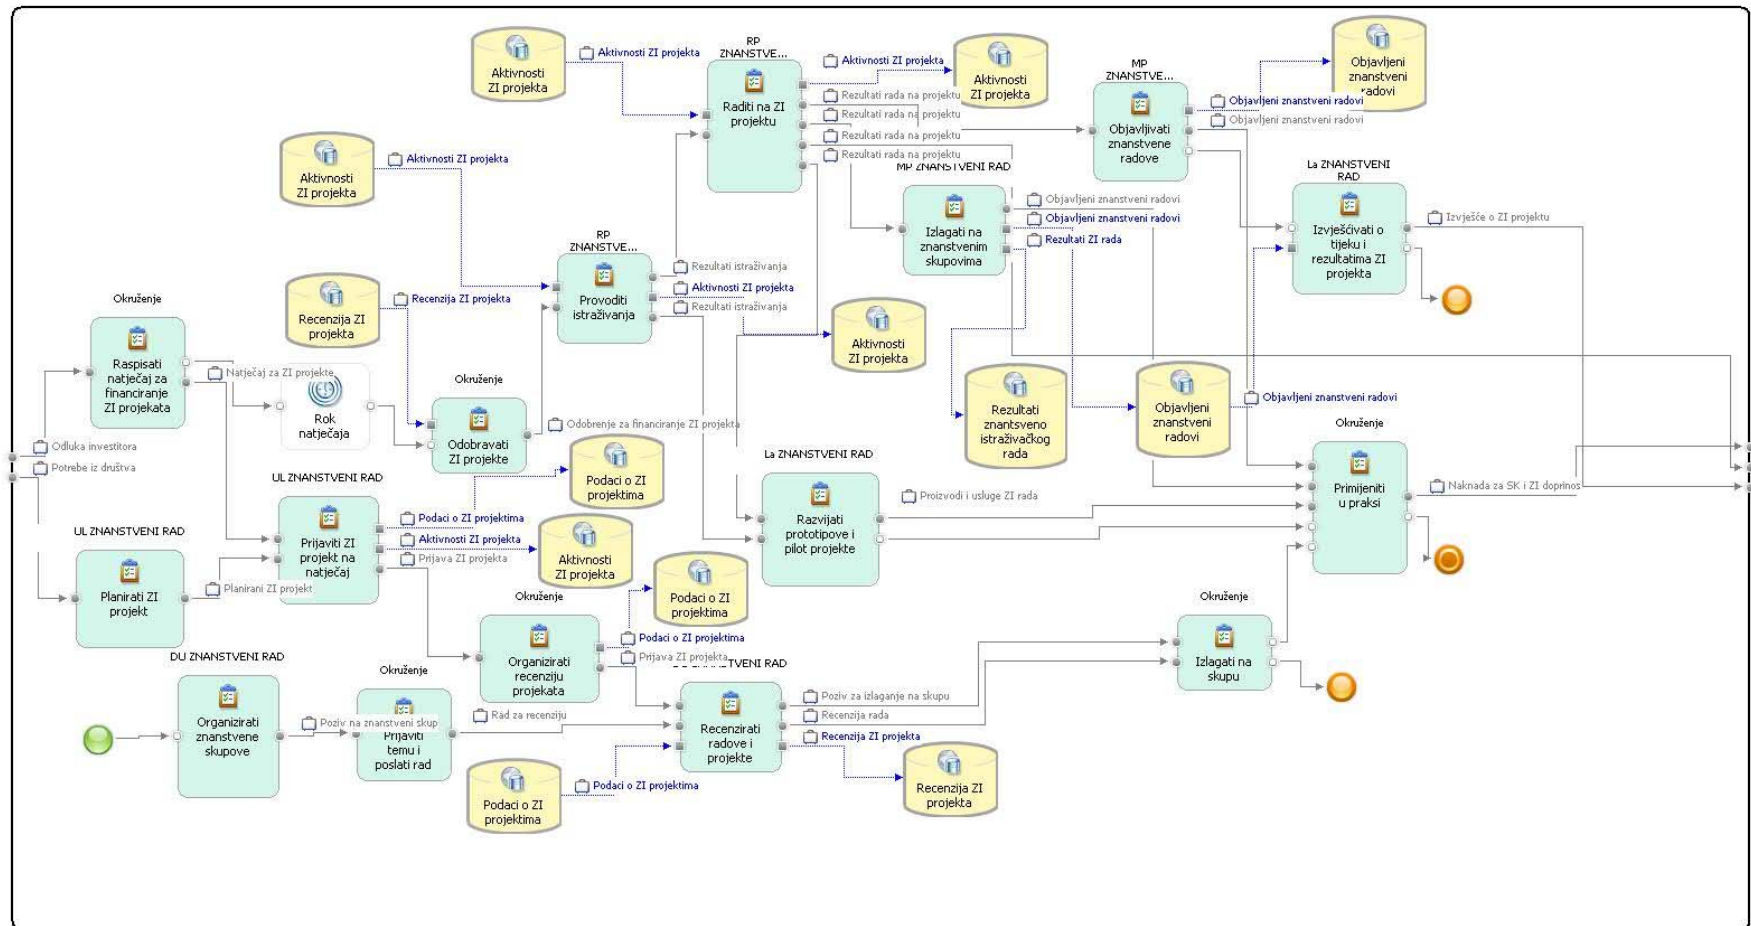 Aktivnosti
ZI projekta
Aktivnosti ZI projekta
RP
ZNANSTVE...
Raditi na ZI
projektu
Aktivnosti ZI projekta
Rezultati rada na projektu
Rezultati rada na projektu
Rezultati rada na projektu
Rezultati rada na projektu
Aktivnosti
ZI projekta
MP
ZNANSTVE...
Objavljivati
znanstvene
radove
Objavljeni znanstveni radovi
Objavljeni znanstveni radovi
Objavljeni
znanstveni
radovi
Aktivnosti
ZI projekta
Aktivnosti ZI projekta
MP ZNANSTVENI RAD
Izlagati na
znanstvenim
skupovima
Objavljeni znanstveni radovi
Objavljeni znanstveni radovi
Rezultati ZI rada
La ZNANSTVENI
RAD
Izvješćivati o
tijeku i
rezultatima ZI
projekta
Izvješće o ZI projektu
RP
ZNANSTVE...
Provoditi
istraživanja
Rezultati istraživanja
Aktivnosti ZI projekta
Rezultati istraživanja
Recenzija ZI
projekta
Recenzija ZI projekta
Aktivnosti
ZI projekta
Okruženje
Raspisati
natječaj za
financiranje
ZI projekata
Natječaj za ZI projekte
Rok
natječaja
Okruženje
Odobravati
ZI projekte
Odobrenje za financiranje ZI projekta
Rezultati
znantsveno
istraživačkog
rada
Objavljeni
znanstveni
radovi
Objavljeni znanstveni radovi
Odluka investitora
Potrebe iz društva
UL ZNANSTVENI RAD
Prijaviti ZI
projekt na
natječaj
Podaci o ZI projektima
Aktivnosti ZI projekta
Prijava ZI projekta
Podaci o ZI
projektima
Aktivnosti
ZI projekta
La ZNANSTVENI RAD
Razvijati
prototipove i
pilot projekte
Proizvodi i usluge ZI rada
Okruženje
Primijeniti
u praksi
Naknada za SK i ZI doprinos
UL ZNANSTVENI RAD
Planirati ZI
projekt
Planirani ZI projekt
Okruženje
Organizirati
recenziju
projekata
Podaci o ZI
projektima
Podaci o ZI projektima
Prijava ZI projekta
Okruženje
Izlagati na
skupu
DU ZNANSTVENI RAD
Organizirati
znanstvene
skupove
Poziv na znanstveni skup
Okruženje
Prijaviti
temu i
poslati rad
Rad za recenziju
ZNANSTVENI RAD
Recenzirati
radove i
projekte
Poziv za izlaganje na skupu
Recenzija rada
Recenzija ZI projekta
Podaci o ZI
projektima
Podaci o ZI projektima
Recenzija ZI
projekta